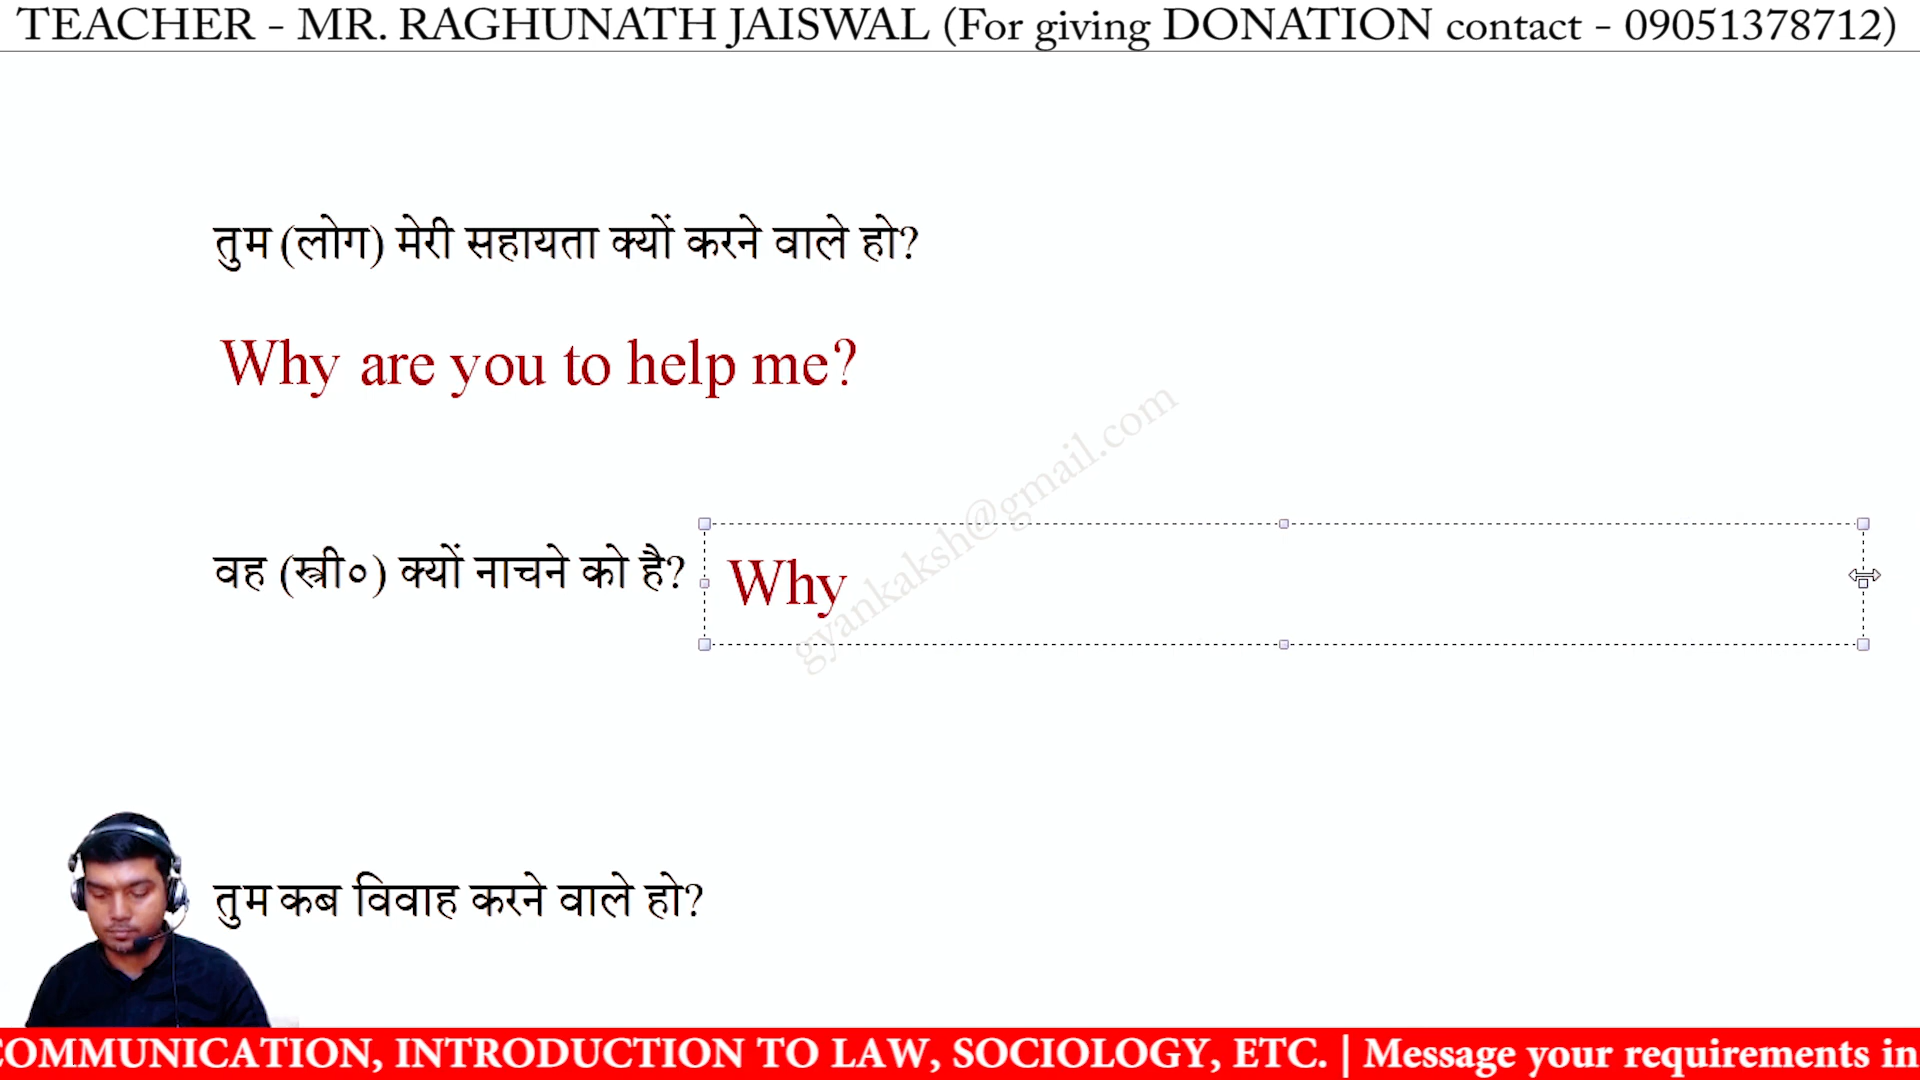 TEACHER - MR. RAGHUNATH JAISWAL (For giving DONATION contact - 09051378712)
तुम (लोग) मेरी सहायता क्यों करने वाले हो?
Why are you to help me?
gyankaksh@gmail.com
वह (स्त्री०) क्यों नाचने को है? Why
तुम कब विवाह करने वाले हो?
COMMUNICATION, INTRODUCTION TO LAW, SOCIOLOGY, ETC. | Message your requirements in